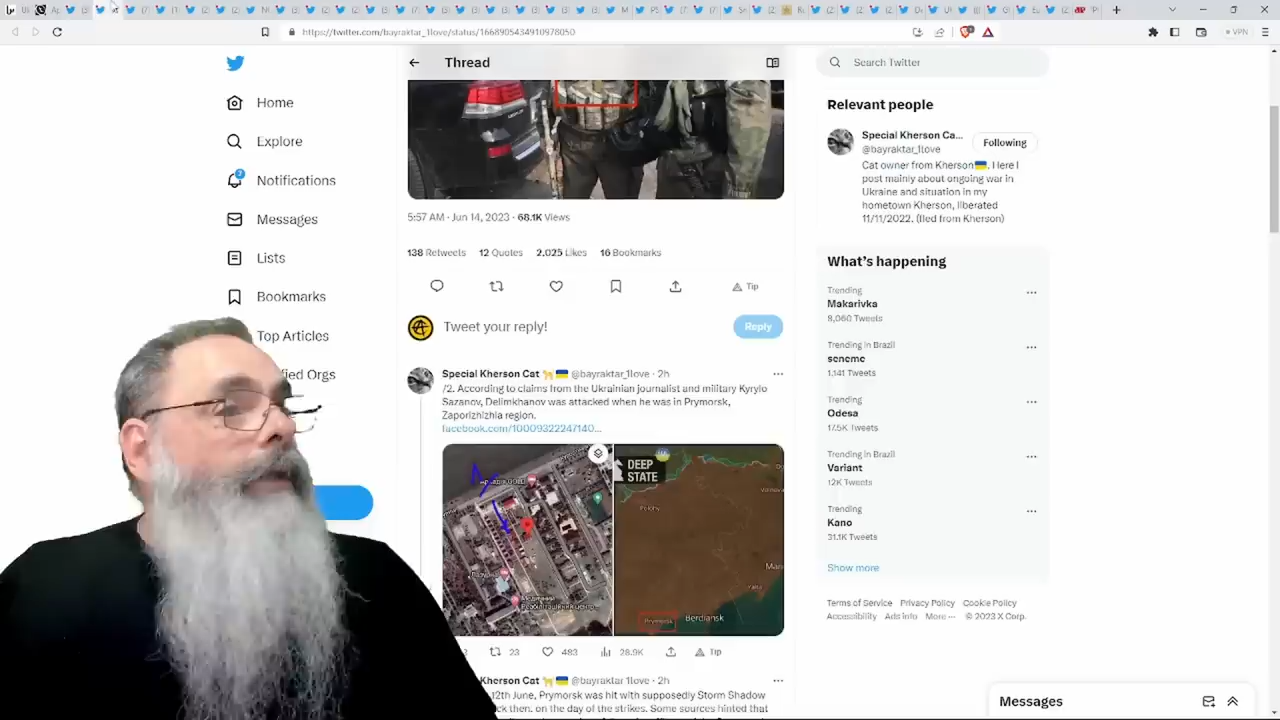 https://twitter.com/bayraktar_1love/status/1668905434910978050
VPN
Thread
Search Twitter
Home
Explore
Notifications
Messages
Lists
Bookmarks
Top Articles
Orgs
5:57 AM · Jun 14, 2023 · 68.1K Views
138 Retweets 12 Quotes 2,025 Likes 16 Bookmarks
Tip
Tweet your reply!
Reply
Special Kherson Cat @bayraktar_1love · 2h
/2. According to claims from the Ukrainian journalist and military Kyrylo
Sazanov, Delimkhanov was attacked when he was in Prymorsk,
Zaporizhizhia region.
facebook.com/10009322247140...
DEEP
STATE
Polohy
Berdiansk
23 483 28.9K Tip
Kherson Cat @bayraktar_1love · 2h
12th June, Prymorsk was hit with supposedly Storm Shadow
then. on the day of the strikes. Some sources hinted that
Relevant people
Special Kherson Ca...
@bayraktar_1love
Following
Cat owner from Kherson. Here I
post mainly about ongoing war in
Ukraine and situation in my
hometown Kherson, liberated
11/11/2022. (fled from Kherson)
What's happening
Trending
Makarivka
9,060 Tweets
Trending in Brazil
seneme
1,141 Tweets
Trending
Odesa
17.5K Tweets
Trending in Brazil
Variant
12K Tweets
Trending
Kano
31.1K Tweets
Show more
Terms of Service Privacy Policy Cookie Policy
Accessibility Ads info More ··· © 2023 X Corp.
Messages